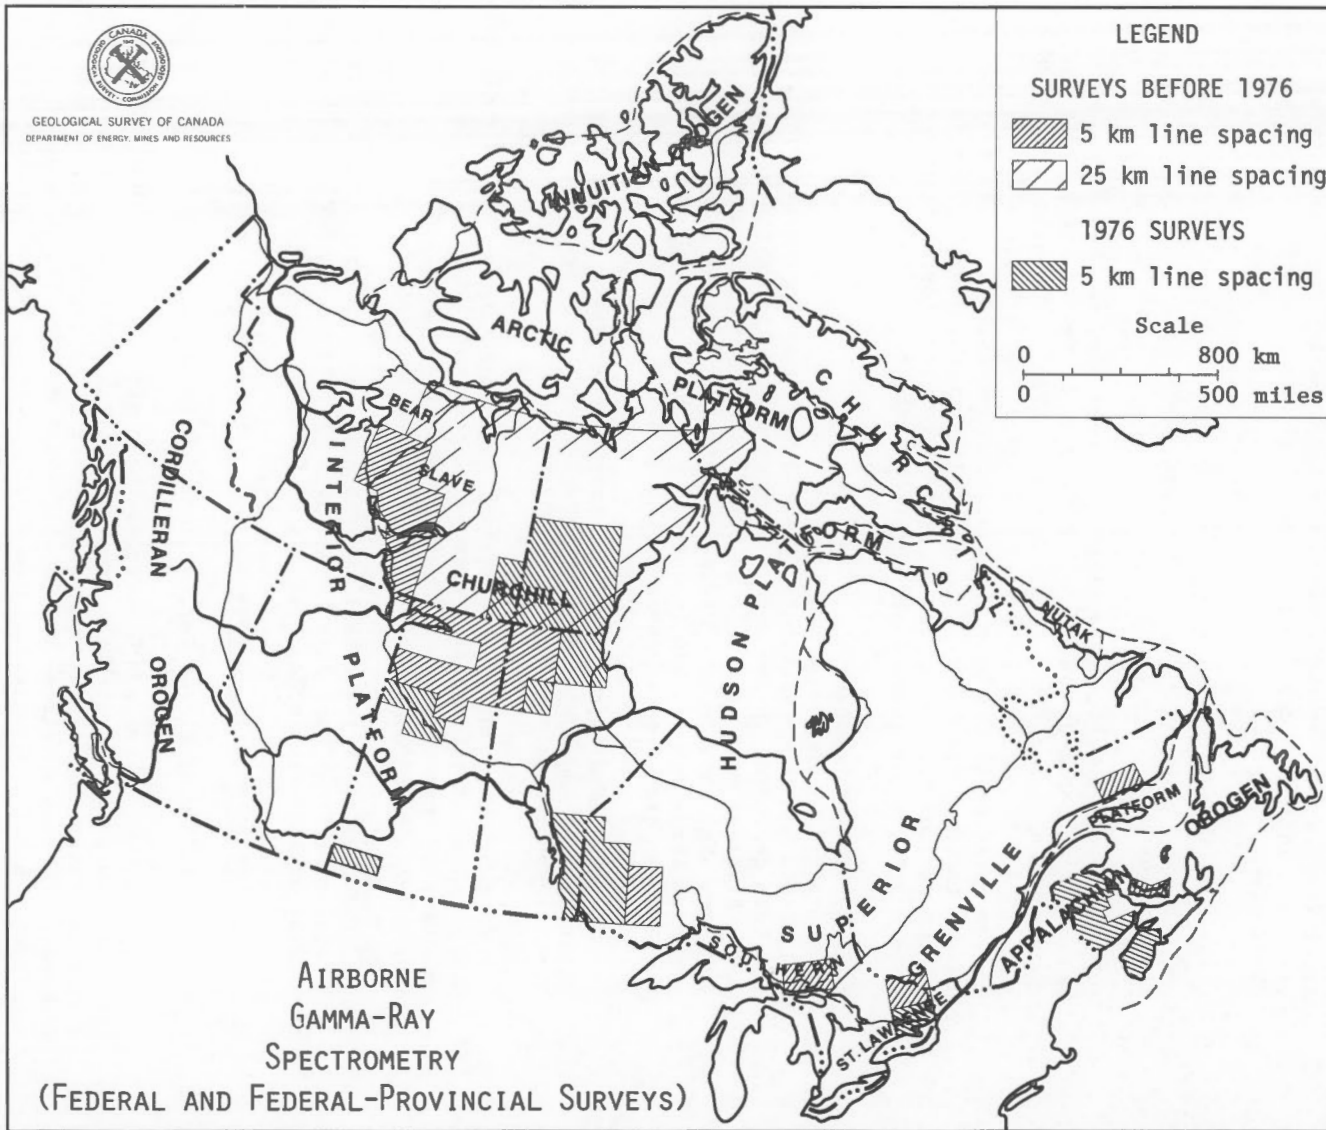 GEOLOGICAL SURVEY OF CANADA
DEPARTMENT OF ENERGY, MINES AND RESOURCES
LEGEND
SURVEYS BEFORE 1976
5 km line spacing
25 km line spacing
1976 SURVEYS
5 km line spacing
Scale
0 800 km
0 500 miles
INNUITIAN OROGEN
ARCTIC
PLATFORM
CHURCHILL
BEAR
SLAVE
CORDILLERAN
OROGEN
INTERIOR
PLATFORM
CHURCHILL
HUDSON PLATFORM
NUTAK
SUPERIOR
SOUTHERN
GRENVILLE
ST. LAWRENCE
PLATFORM
APPALACHIAN
OROGEN
AIRBORNE
GAMMA-RAY
SPECTROMETRY
(FEDERAL AND FEDERAL-PROVINCIAL SURVEYS)